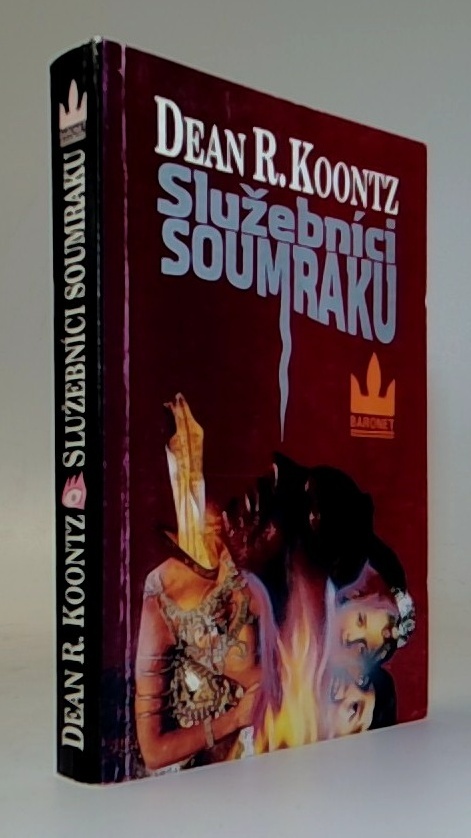 DEAN R. KOONTZ
Služebníci
SOUMRAKU
BARONET
DEAN R. KOONTZ SLUŽEBNÍCI SOUMRAKU